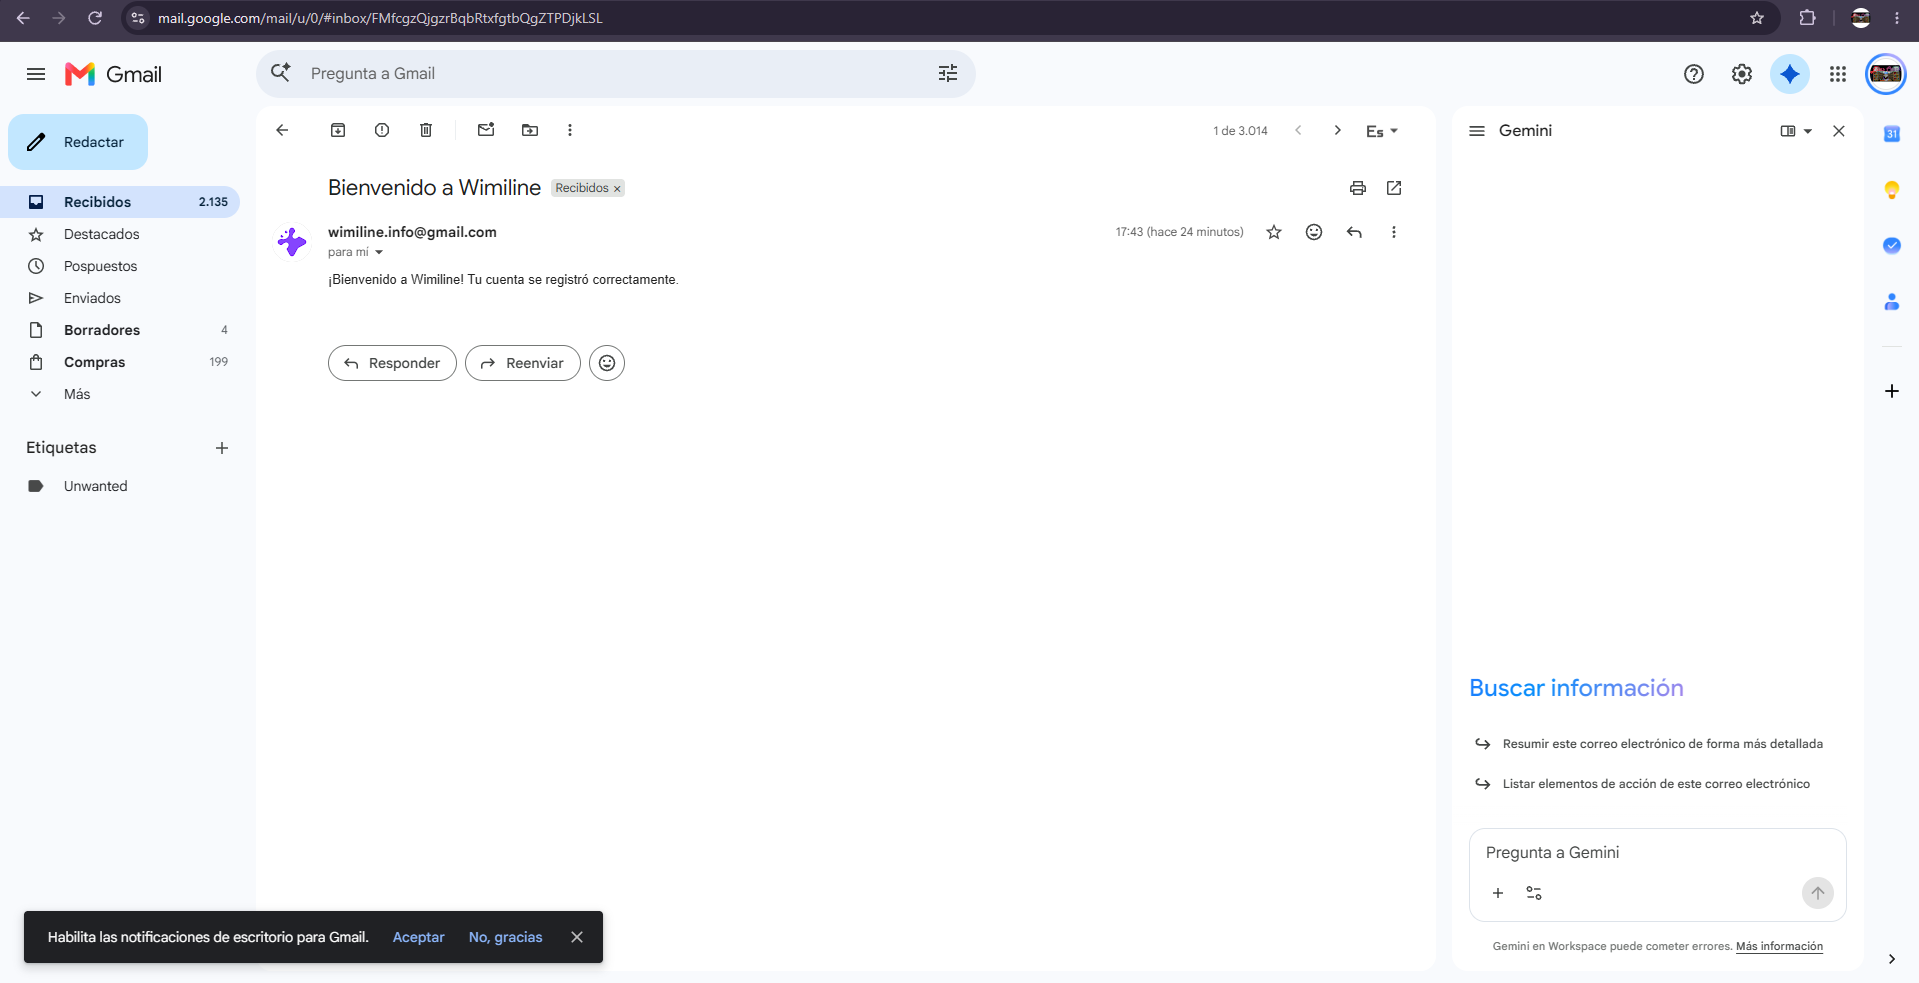 mail.google.com/mail/u/0/#inbox/FMfcgzQjgzrBqbRtxfgtbQgZTPDjkLSL
Gmail
Pregunta a Gmail
Redactar
Recibidos 2.135
Destacados
Pospuestos
Enviados
Borradores 4
Compras 199
Más
Etiquetas
Unwanted
1 de 3.014
Es
Bienvenido a Wimiline
Recibidos x
wimiline.info@gmail.com
17:43 (hace 24 minutos)
para mí
¡Bienvenido a Wimiline! Tu cuenta se registró correctamente.
Responder
Reenviar
Gemini
31
Buscar información
Resumir este correo electrónico de forma más detallada
Listar elementos de acción de este correo electrónico
Pregunta a Gemini
Gemini en Workspace puede cometer errores. Más información
Habilita las notificaciones de escritorio para Gmail. Aceptar No, gracias